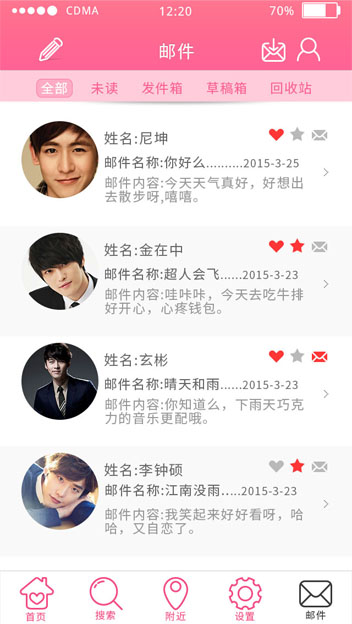 CDMA 12:20 70%
邮件
全部 未读 发件箱 草稿箱 回收站
姓名:尼坤
邮件名称:你好么..........2015-3-25
邮件内容:今天天气真好，好想出
去散步呀,嘻嘻。
姓名:金在中
邮件名称:超人会飞......2015-3-23
邮件内容:哇咔咔，今天去吃牛排
好开心，心疼钱包。
姓名:玄彬
邮件名称:晴天和雨......2015-3-23
邮件内容:你知道么，下雨天巧克
力的音乐更配哦。
姓名:李钟硕
邮件名称:江南没雨.....2015-3-23
邮件内容:我笑起来好好看呀，哈
哈，又自恋了。
首页 搜索 附近 设置 邮件